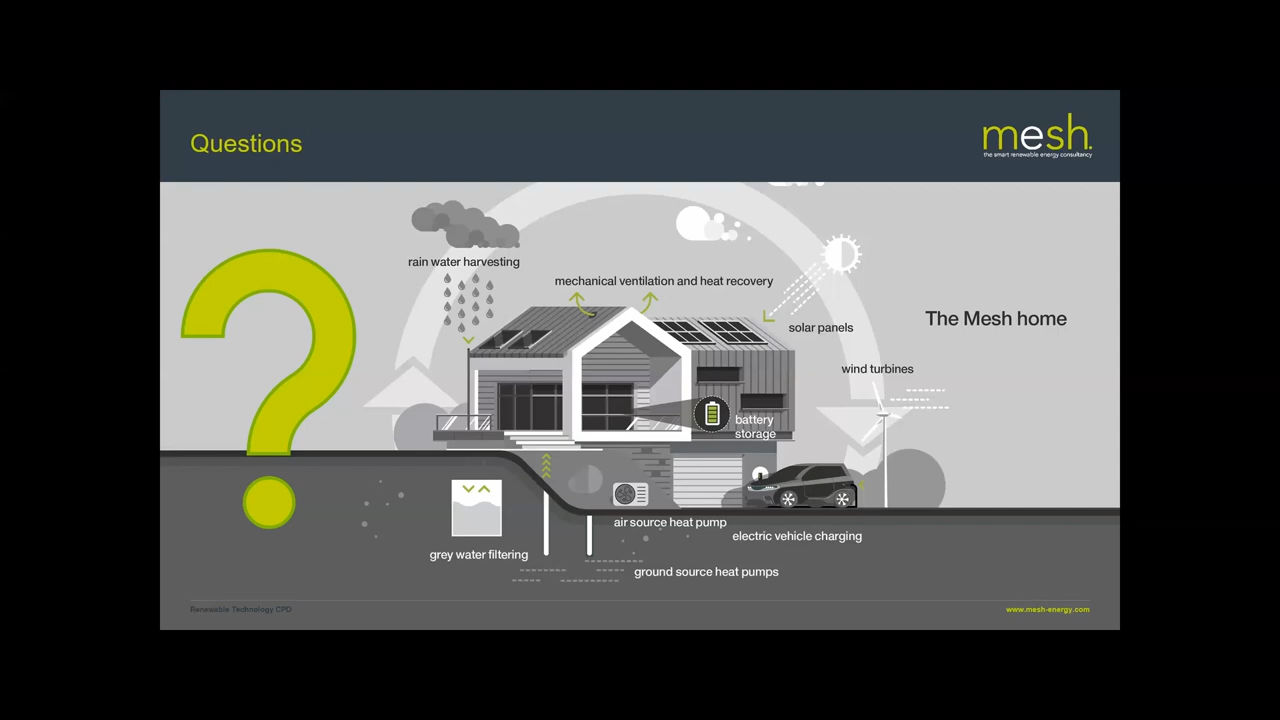 Questions
mesh.
the smart renewable energy consultancy
rain water harvesting
mechanical ventilation and heat recovery
solar panels
The Mesh home
wind turbines
battery
storage
air source heat pump
electric vehicle charging
grey water filtering
ground source heat pumps
Renewable Technology CPD
www.mesh-energy.com
?